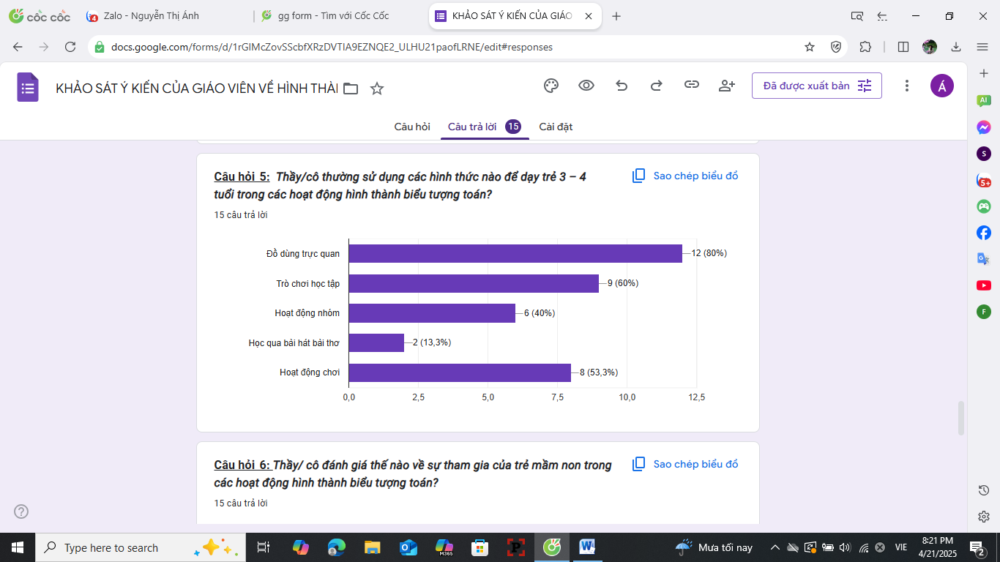 cốc cốc
4
Zalo - Nguyễn Thị Ánh
gg form - Tìm với Cốc Cốc
KHẢO SÁT Ý KIẾN CỦA GIÁO
docs.google.com/forms/d/1rGIMcZovSScbfXRzDVTIA9EZNQE2_ULHU21paofLRNE/edit#responses
KHẢO SÁT Ý KIẾN CỦA GIÁO VIÊN VỀ HÌNH THÀI
Đã được xuất bản
Á
Câu hỏi
Câu trả lời 15
Cài đặt
Câu hỏi 5: Thầy/cô thường sử dụng các hình thức nào để dạy trẻ 3 – 4
tuổi trong các hoạt động hình thành biểu tượng toán?
Sao chép biểu đồ
15 câu trả lời
Đồ dùng trực quan
12 (80%)
Trò chơi học tập
9 (60%)
Hoạt động nhóm
6 (40%)
Học qua bài hát bài thơ
2 (13,3%)
Hoạt động chơi
8 (53,3%)
0,0 2,5 5,0 7,5 10,0 12,5
Câu hỏi 6: Thầy/ cô đánh giá thế nào về sự tham gia của trẻ mầm non trong
các hoạt động hình thành biểu tượng toán?
Sao chép biểu đồ
15 câu trả lời
AI
S
5+
F
Type here to search
M365
Mưa tối nay
VIE
8:21 PM
4/21/2025
2